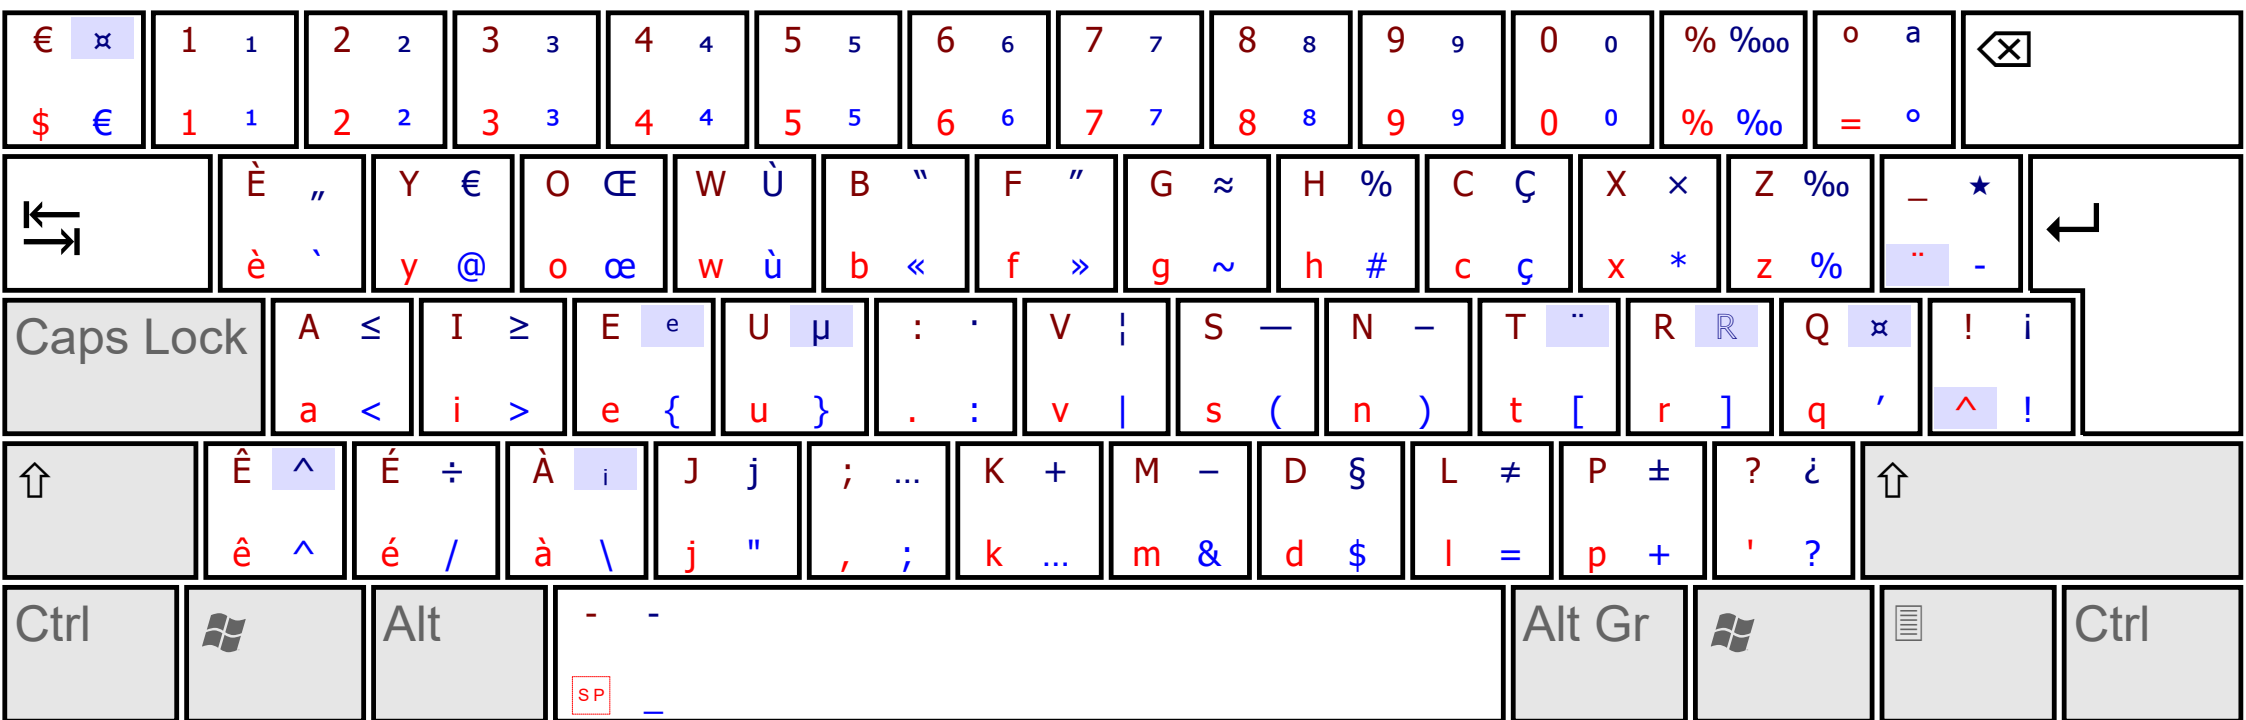 € ¤ 1 ₁ 2 ₂ 3 ₃ 4 ₄ 5 ₅ 6 ₆ 7 ₇ 8 ₈ 9 ₉ 0 ₀ % ‱ º ª
$ € 1 ¹ 2 ² 3 ³ 4 ⁴ 5 ⁵ 6 ⁶ 7 ⁷ 8 ⁸ 9 ⁹ 0 ⁰ % ‰ = °
È „ Y € O Œ W Ù B “ F ” G ≈ H % C Ç X × Z ‰ _ ★
è ` y @ o œ w ù b « f » g ~ h # c ç x * z % ¨ -
Caps Lock A ≤ I ≥ E ᵉ U µ : · V ¦ S — N – T ¨ R ℝ Q ¤ ! ¡
a < i > e { u } . : v | s ( n ) t [ r ] q ’ ^ !
Ê ^ É ÷ À ᵢ J j ; … K + M − D § L ≠ P ± ? ¿
ê ^ é / à \ j " , ; k … m & d $ l = p + ' ?
Ctrl Alt - - Alt Gr Ctrl
SP _